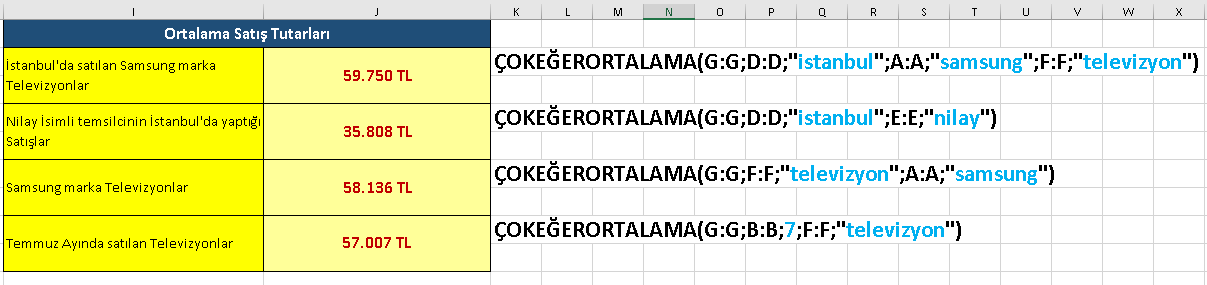 I J K L M N O P Q R S T U V W X
Ortalama Satış Tutarları
İstanbul'da satılan Samsung marka
Televizyonlar
59.750 TL
ÇOKEĞERORTALAMA(G:G;D:D;"istanbul";A:A;"samsung";F:F;"televizyon")
Nilay İsimli temsilcinin İstanbul'da yaptığı
Satışlar
35.808 TL
ÇOKEĞERORTALAMA(G:G;D:D;"istanbul";E:E;"nilay")
Samsung marka Televizyonlar
58.136 TL
ÇOKEĞERORTALAMA(G:G;F:F;"televizyon";A:A;"samsung")
Temmuz Ayında satılan Televizyonlar
57.007 TL
ÇOKEĞERORTALAMA(G:G;B:B;7;F:F;"televizyon")